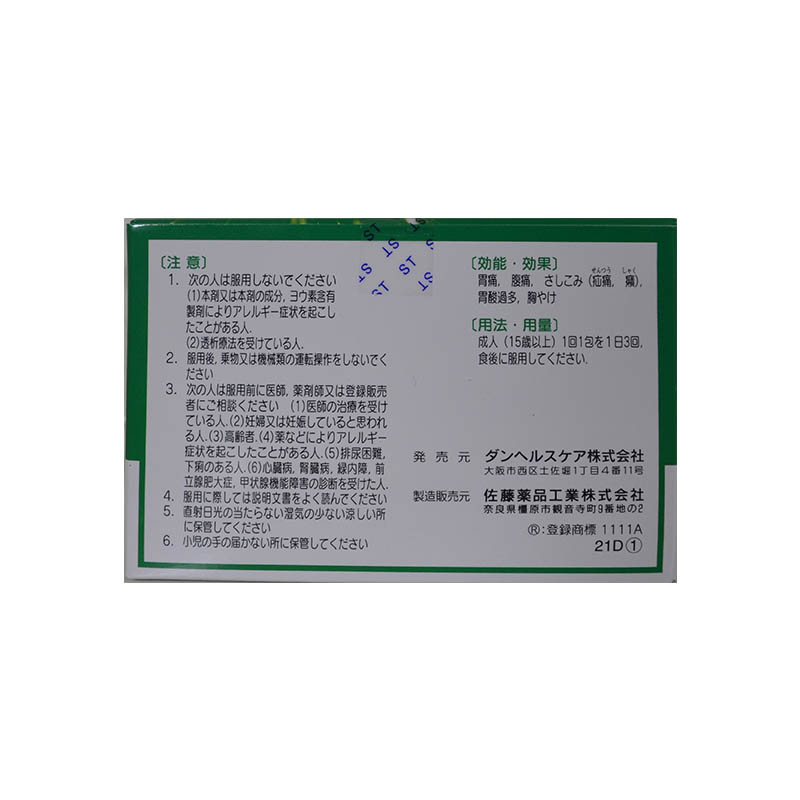 〔注 意〕
1. 次の人は服用しないでください
(1)本剤又は本剤の成分, ヨウ素含有
製剤によりアレルギー症状を起こし
たことがある人.
(2)透析療法を受けている人.
2. 服用後, 乗物又は機械類の運転操作をしないでく
ださい
3. 次の人は服用前に医師, 薬剤師又は登録販売
者にご相談ください (1)医師の治療を受け
ている人.(2)妊婦又は妊娠していると思われ
る人.(3)高齢者.(4)薬などによりアレルギー
症状を起こしたことがある人.(5)排尿困難,
下痢のある人.(6)心臓病, 腎臓病, 緑内障, 前
立腺肥大症, 甲状腺機能障害の診断を受けた人.
4. 服用に際しては説明文書をよく読んでください
5. 直射日光の当たらない湿気の少ない涼しい所
に保管してください
6. 小児の手の届かない所に保管してください
ST
ST
ST
ST
ST
〔効能・効果〕
せんつう しゃく
胃痛, 腹痛, さしこみ (疝痛, 癪),
胃酸過多, 胸やけ
〔用法・用量〕
成人 (15歳以上) 1回1包を1日3回,
食後に服用してください.
発 売 元 ダンヘルスケア株式会社
大阪市西区土佐堀1丁目4番11号
製造販売元 佐藤薬品工業株式会社
奈良県橿原市観音寺町9番地の2
Ⓡ:登録商標 1111A
21D①